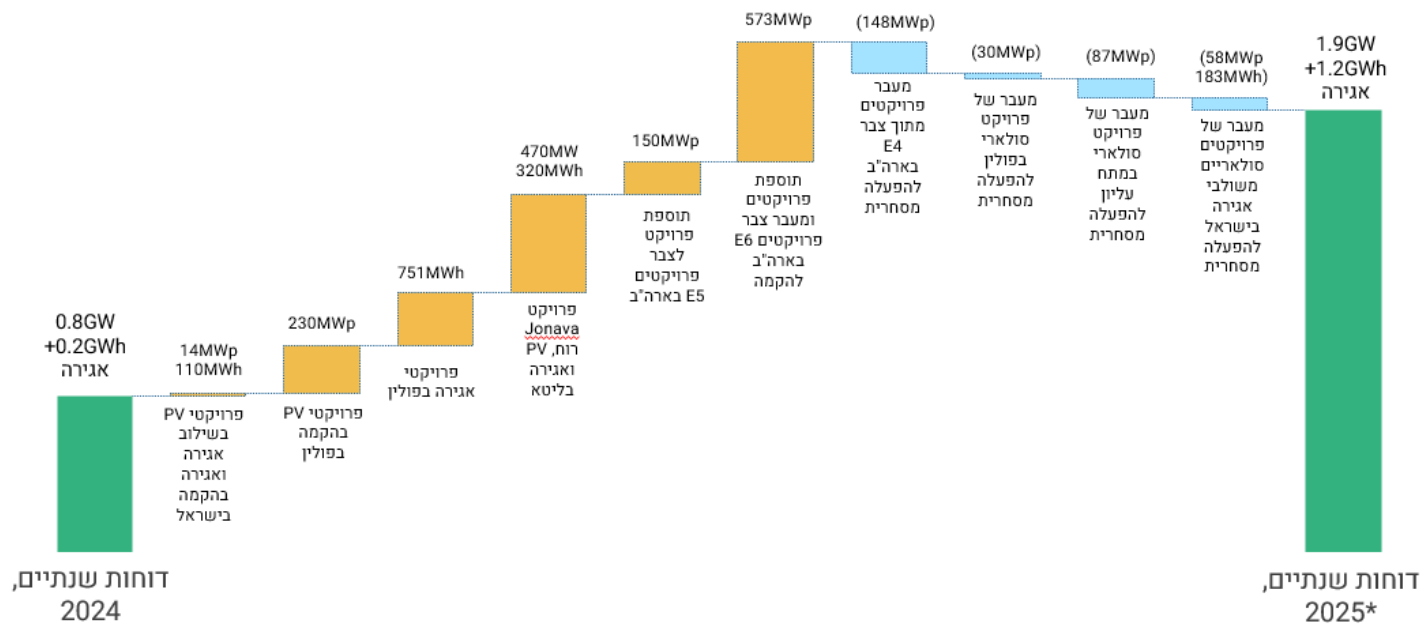 0.8GW
+0.2GWh
אגירה
דוחות שנתיים,
2024
14MWp
110MWh
פרויקטי PV
בשילוב
אגירה
ואגירה
בהקמה
בישראל
230MWp
פרויקטי PV
בהקמה
בפולין
751MWh
פרויקטי
אגירה בפולין
470MW
320MWh
פרויקט
Jonava
רוח, PV
ואגירה
בליטא
150MWp
תוספת
פרויקט
לצבר
פרויקטים
E5 בארה"ב
573MWp
תוספת
פרויקטים
ומעבר צבר
פרויקטים E6
בארה"ב
להקמה
(148MWp)
מעבר
פרויקטים
מתוך צבר
E4
בארה"ב
להפעלה
מסחרית
(30MWp)
מעבר של
פרויקט
סולארי
בפולין
להפעלה
מסחרית
(87MWp)
מעבר של
פרויקט
סולארי
במתח
עליון
להפעלה
מסחרית
(58MWp
183MWh)
מעבר של
פרויקטים
סולאריים
משולבי
אגירה
בישראל
להפעלה
מסחרית
1.9GW
+1.2GWh
אגירה
דוחות שנתיים,
2025*